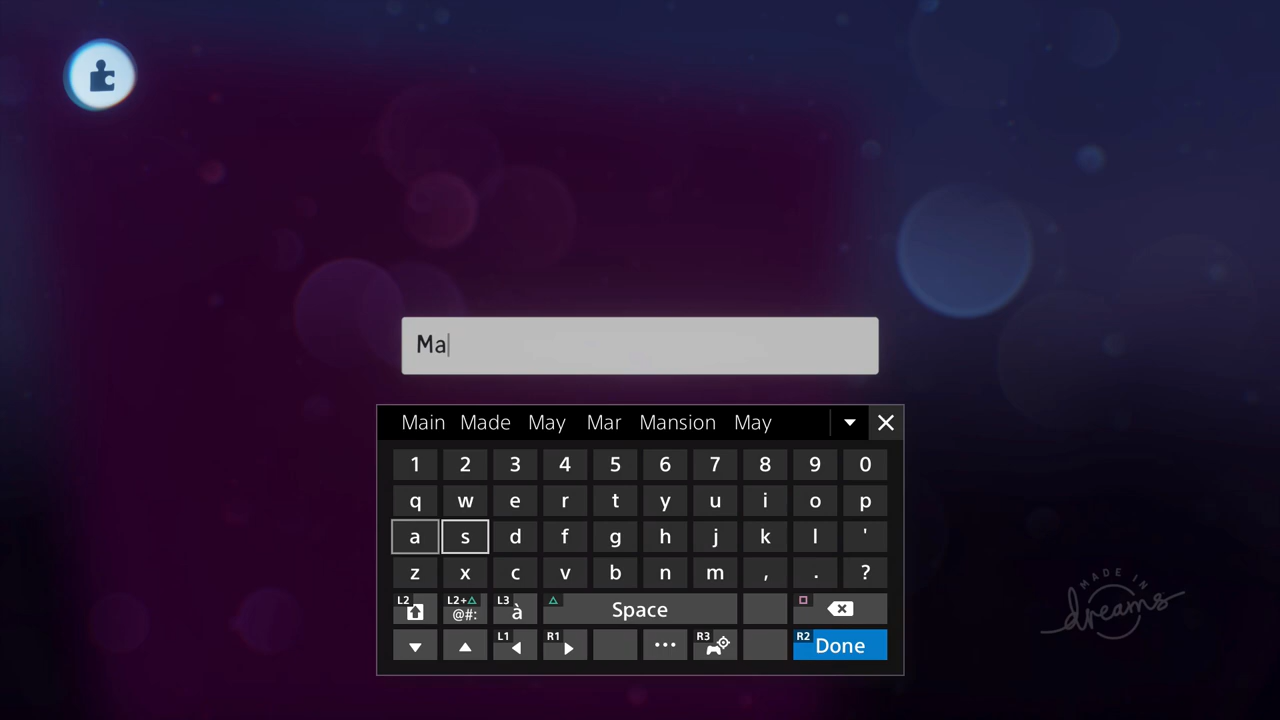 Ma
Main Made May Mar Mansion May
1 2 3 4 5 6 7 8 9 0
q w e r t y u i o p
a s d f g h j k l '
z x c v b n m , . ?
L2 L2+△ @#: L3 à △ Space
L1 R1 ... R3 R2 Done
MADE IN
dreams